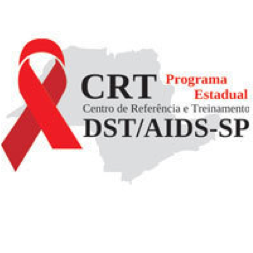 CRT Programa Estadual
Centro de Referência e Treinamento
DST/AIDS-SP